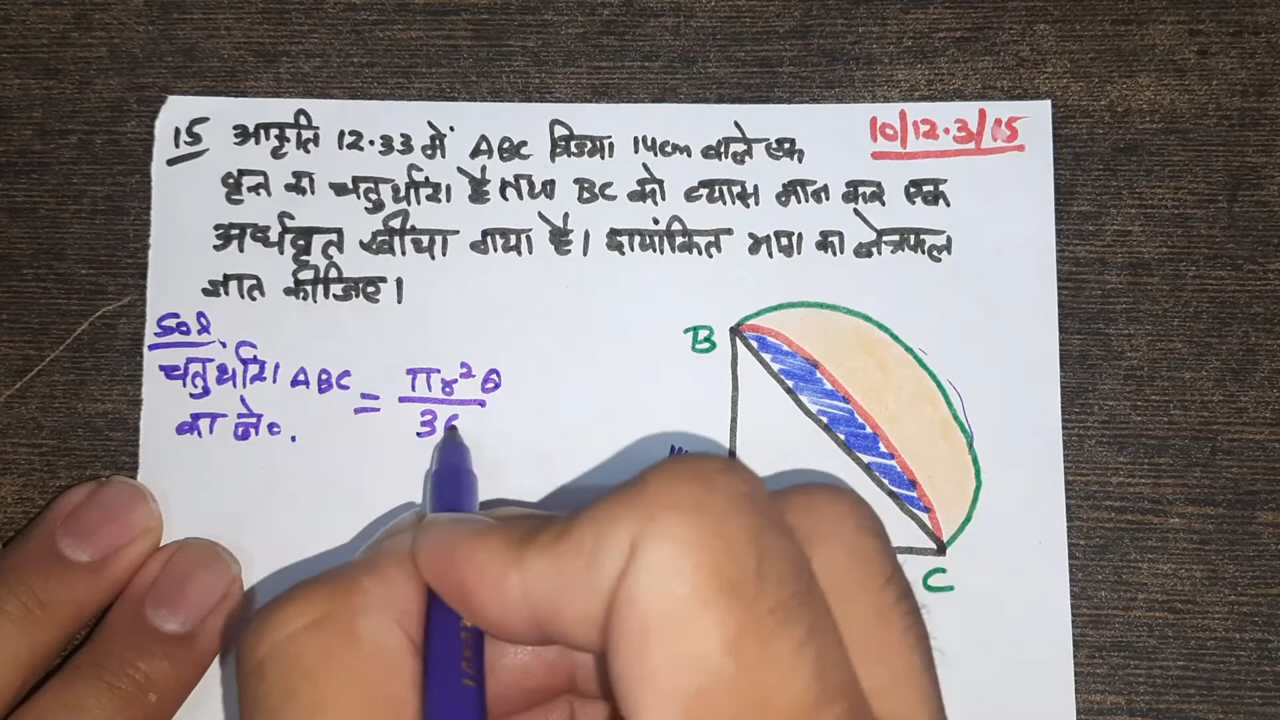 15 आकृति 12.33 में ABC त्रिज्या 14cm वाले एक
10/12.3/15
वृत्त का चतुर्थांश है तथा BC को व्यास मान कर एक
अर्धवृत खींचा गया है। छायांकित भाग का क्षेत्रफल
ज्ञात कीजिए।
Sol.
चतुर्थांश ABC = πr²θ
का क्षे०. 36
B
C